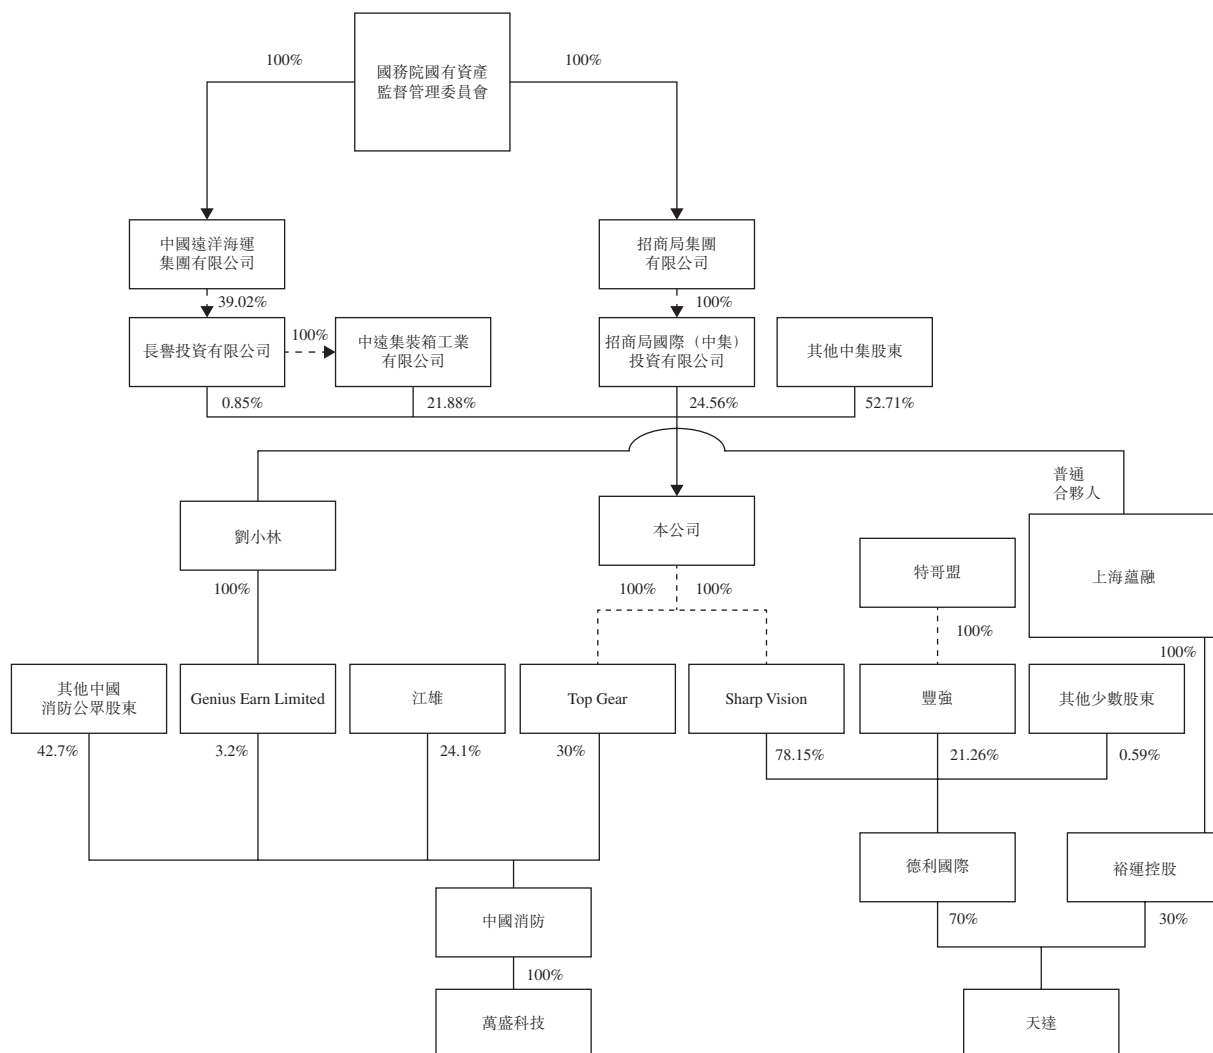 100%
100%
國務院國有資產
監督管理委員會
中國遠洋海運
集團有限公司
招商局集團
有限公司
39.02%
100%
長譽投資有限公司
100%
中遠集裝箱工業
有限公司
招商局國際（中集）
投資有限公司
其他中集股東
0.85%
21.88%
24.56%
52.71%
普通
合夥人
劉小林
本公司
特哥盟
上海蘊融
100%
100%
100%
100%
100%
其他中國
消防公眾股東
Genius Earn Limited
江雄
Top Gear
Sharp Vision
豐強
其他少數股東
42.7%
3.2%
24.1%
30%
78.15%
21.26%
0.59%
德利國際
裕運控股
中國消防
70%
30%
100%
萬盛科技
天達